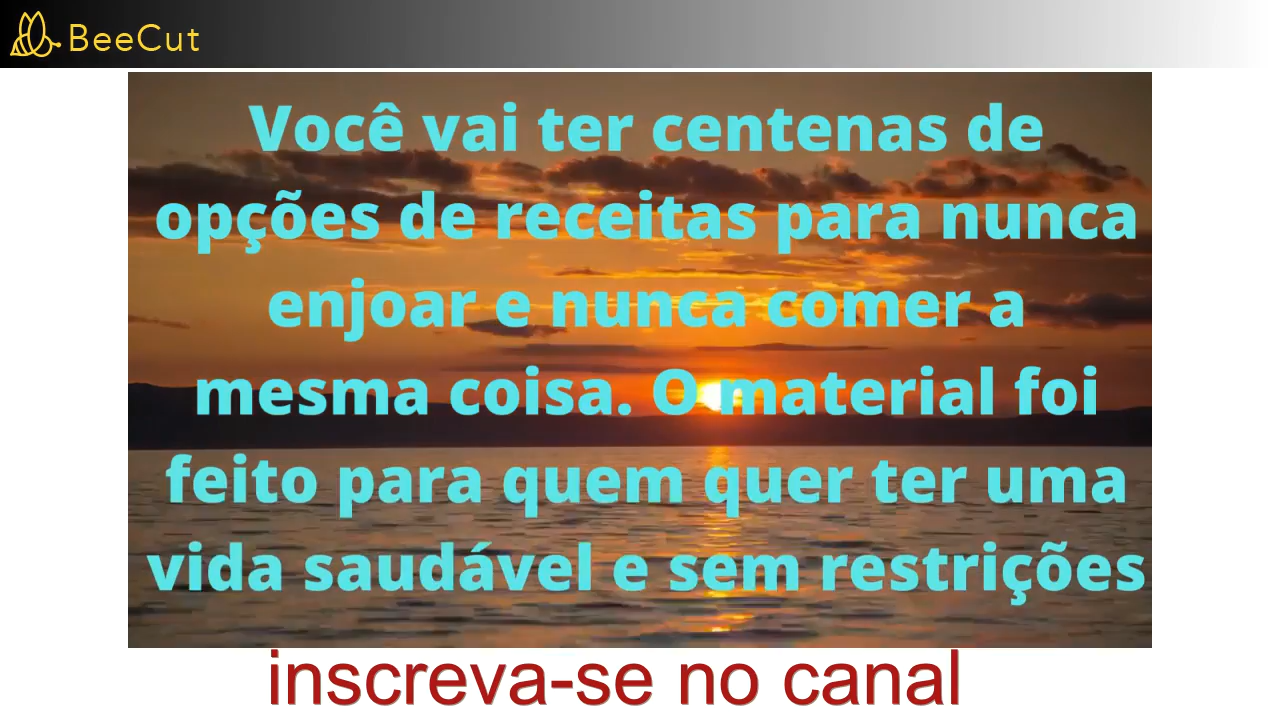 BeeCut
Você vai ter centenas de
opções de receitas para nunca
enjoar e nunca comer a
mesma coisa. O material foi
feito para quem quer ter uma
vida saudável e sem restrições
inscreva-se no canal